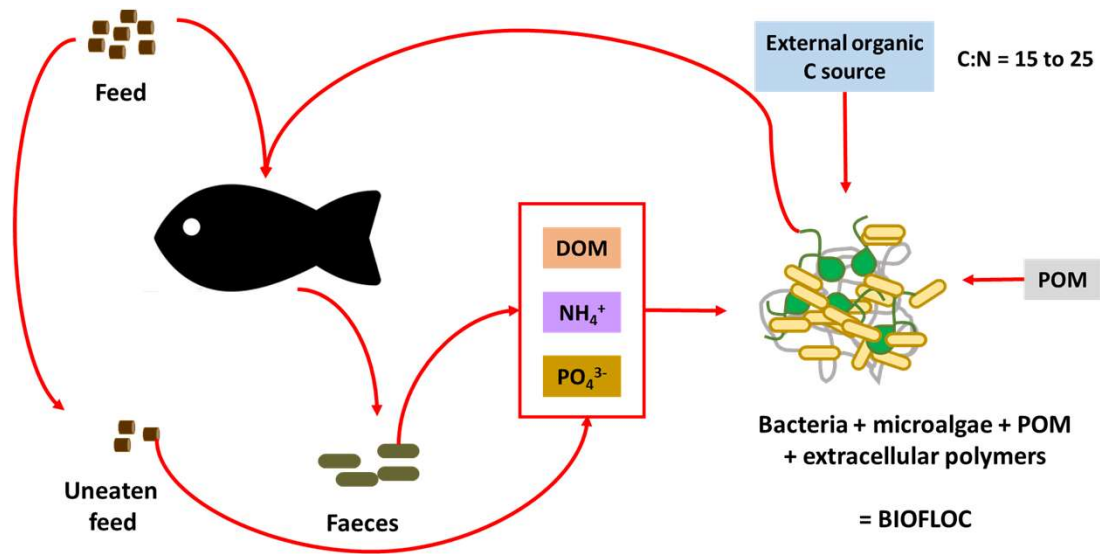 Feed
External organic
C source
C:N = 15 to 25
DOM
NH₄⁺
PO₄³⁻
POM
Uneaten
feed
Faeces
Bacteria + microalgae + POM
+ extracellular polymers
= BIOFLOC